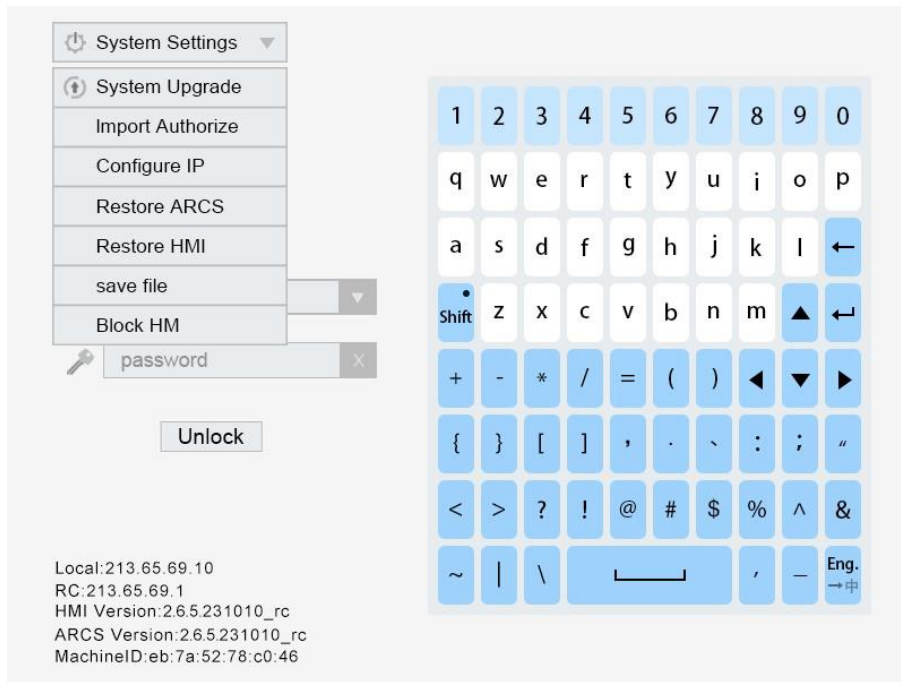 System Settings
System Upgrade
Import Authorize
Configure IP
Restore ARCS
Restore HMI
save file
Block HM
password X
Unlock
Local:213.65.69.10
RC:213.65.69.1
HMI Version:2.6.5.231010_rc
ARCS Version:2.6.5.231010_rc
MachineID:eb:7a:52:78:c0:46
1 2 3 4 5 6 7 8 9 0
q w e r t y u i o p
a s d f g h j k l ←
Shift z x c v b n m ▲ ↵
+ - * / = ( ) ◀ ▼ ▶
{ } [ ] , · ` : ; "
< > ? ! @ # $ % ^ &
~ | \ ′ _ Eng.
→中